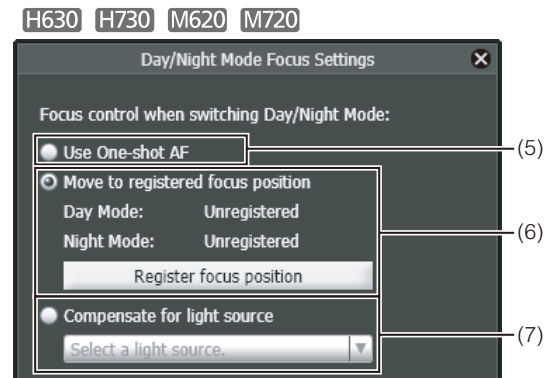 H630 H730 M620 M720
Day/Night Mode Focus Settings
Focus control when switching Day/Night Mode:
Use One-shot AF
(5)
Move to registered focus position
Day Mode: Unregistered
(6)
Night Mode: Unregistered
Register focus position
Compensate for light source
(7)
Select a light source.